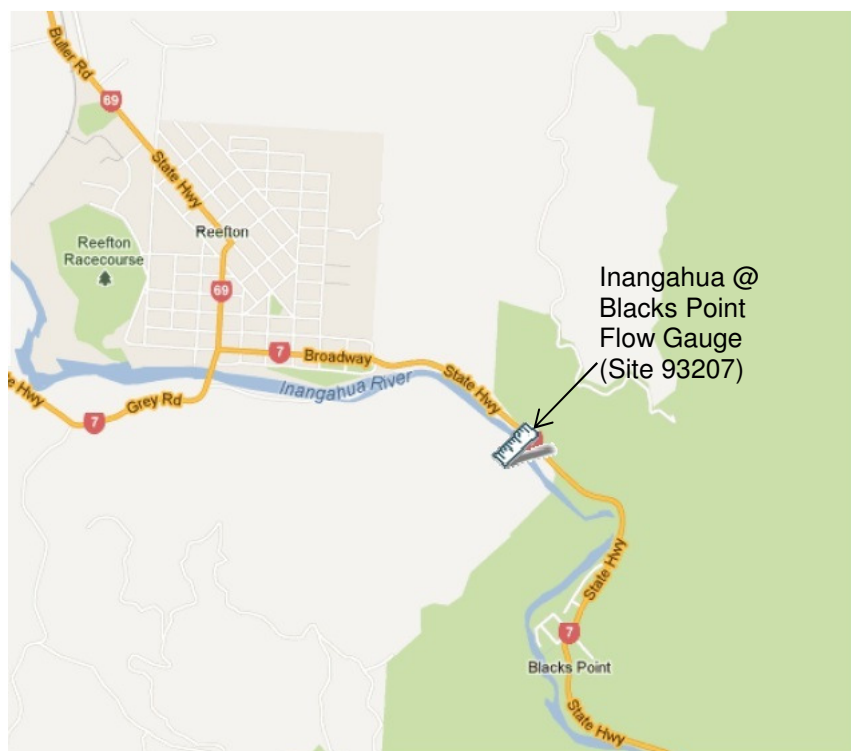 Buller Rd
69
State Hwy
Reefton
Reefton
Racecourse
69
7
Broadway
Inangahua River
State Hwy
Inangahua @
Blacks Point
Flow Gauge
(Site 93207)
Hwy
7
Grey Rd
State Hwy
7
Blacks Point
State Hwy